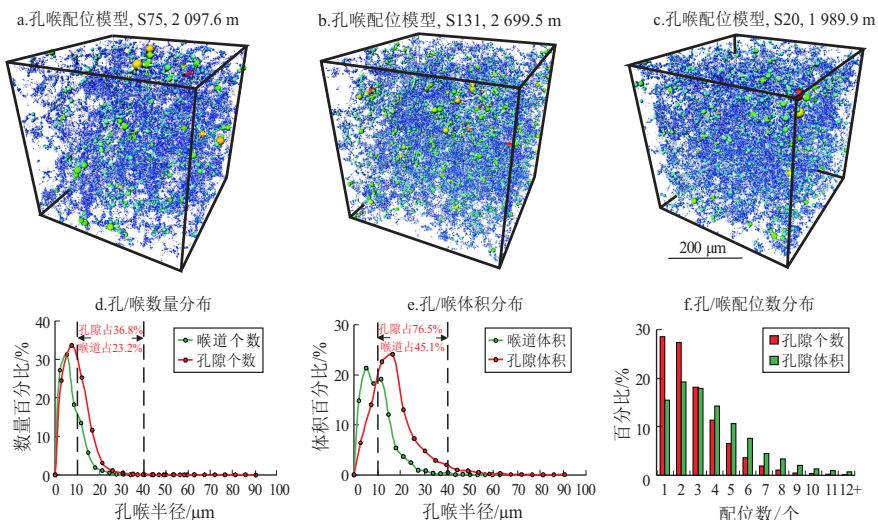 a.孔喉配位模型, S75, 2 097.6 m
b.孔喉配位模型, S131, 2 699.5 m
c.孔喉配位模型, S20, 1 989.9 m
200 μm
d.孔/喉数量分布
数量百分比/%
40
30
20
10
0
孔隙占36.8%
喉道占23.2%
喉道个数
孔隙个数
0 10 20 30 40 50 60 70 80 90 100
孔喉半径/μm
e.孔/喉体积分布
体积百分比/%
30
20
10
0
孔隙占76.5%
喉道占45.1%
喉道体积
孔隙体积
0 10 20 30 40 50 60 70 80 90 100
孔喉半径/μm
f.孔/喉配位数分布
百分比/%
30
20
10
0
孔隙个数
孔隙体积
1 2 3 4 5 6 7 8 9 10 11 12+
配位数/个